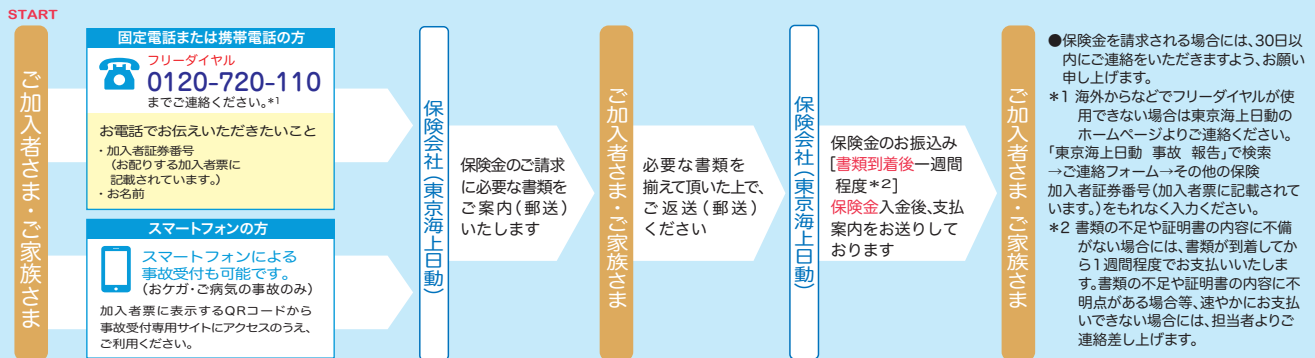 START
ご加入者さま・ご家族さま
固定電話または携帯電話の方
フリーダイヤル
0120-720-110
までご連絡ください。*1
お電話でお伝えいただきたいこと
・加入者証券番号
(お配りする加入者票に
記載されています。)
・お名前
スマートフォンの方
スマートフォンによる
事故受付も可能です。
(おケガ・ご病気の事故のみ)
加入者票に表示するQRコードから
事故受付専用サイトにアクセスのうえ、
ご利用ください。
保険会社(東京海上日動)
保険金のご請求
に必要な書類を
ご案内(郵送)
いたします
ご加入者さま・ご家族さま
必要な書類を
揃えて頂いた上で、
ご返送(郵送)
ください
保険会社(東京海上日動)
保険金のお振込み
[書類到着後一週間
程度*2]
保険金入金後、支払
案内をお送りして
おります
ご加入者さま・ご家族さま
●保険金を請求される場合には、30日以
内にご連絡をいただきますよう、お願い
申し上げます。
*1 海外からなどでフリーダイヤルが使
用できない場合は東京海上日動の
ホームページよりご連絡ください。
「東京海上日動 事故 報告」で検索
→ご連絡フォーム→その他の保険
加入者証券番号(加入者票に記載されて
います。)をもれなく入力ください。
*2 書類の不足や証明書の内容に不備
がない場合には、書類が到着してか
ら1週間程度でお支払いいたしま
す。書類の不足や証明書の内容に不
明点がある場合等、速やかにお支払
いできない場合には、担当者よりご
連絡差し上げます。